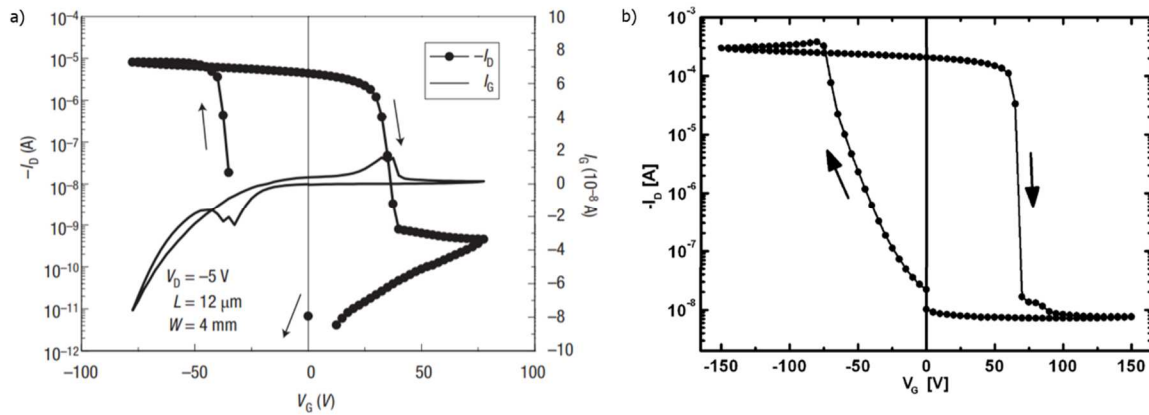 a)
10⁻⁴
10⁻⁵
10⁻⁶
10⁻⁷
10⁻⁸
10⁻⁹
10⁻¹⁰
10⁻¹¹
10⁻¹²
−I_D (A)
−I_D
I_G
V_D = −5 V
L = 12 µm
W = 4 mm
10
8
6
4
2
0
−2
−4
−6
−8
−10
I_G (10⁻⁸ A)
−100
−50
0
50
100
V_G (V)
b)
10⁻³
10⁻⁴
10⁻⁵
10⁻⁶
10⁻⁷
10⁻⁸
-I_D [A]
-150 -100 -50 0 50 100 150
V_G [V]